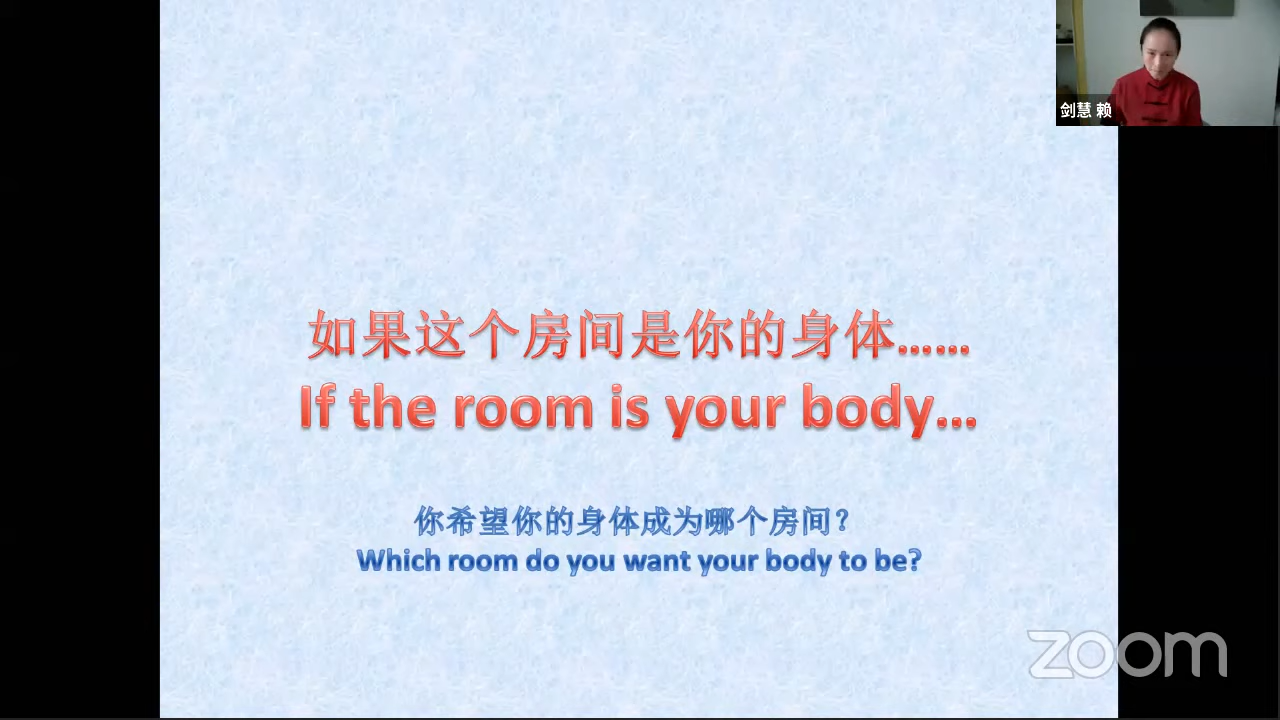 剑慧 赖
如果这个房间是你的身体……
If the room is your body...
你希望你的身体成为哪个房间？
Which room do you want your body to be?
zoom